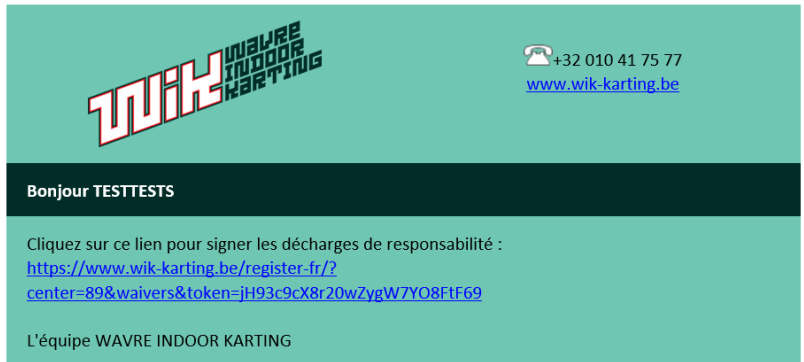 WiK WAVRE
INDOOR
KARTING
+32 010 41 75 77
www.wik-karting.be
Bonjour TESTTESTS
Cliquez sur ce lien pour signer les décharges de responsabilité :
https://www.wik-karting.be/register-fr/?
center=89&waivers&token=jH93c9cX8r20wZygW7YO8FtF69
L'équipe WAVRE INDOOR KARTING